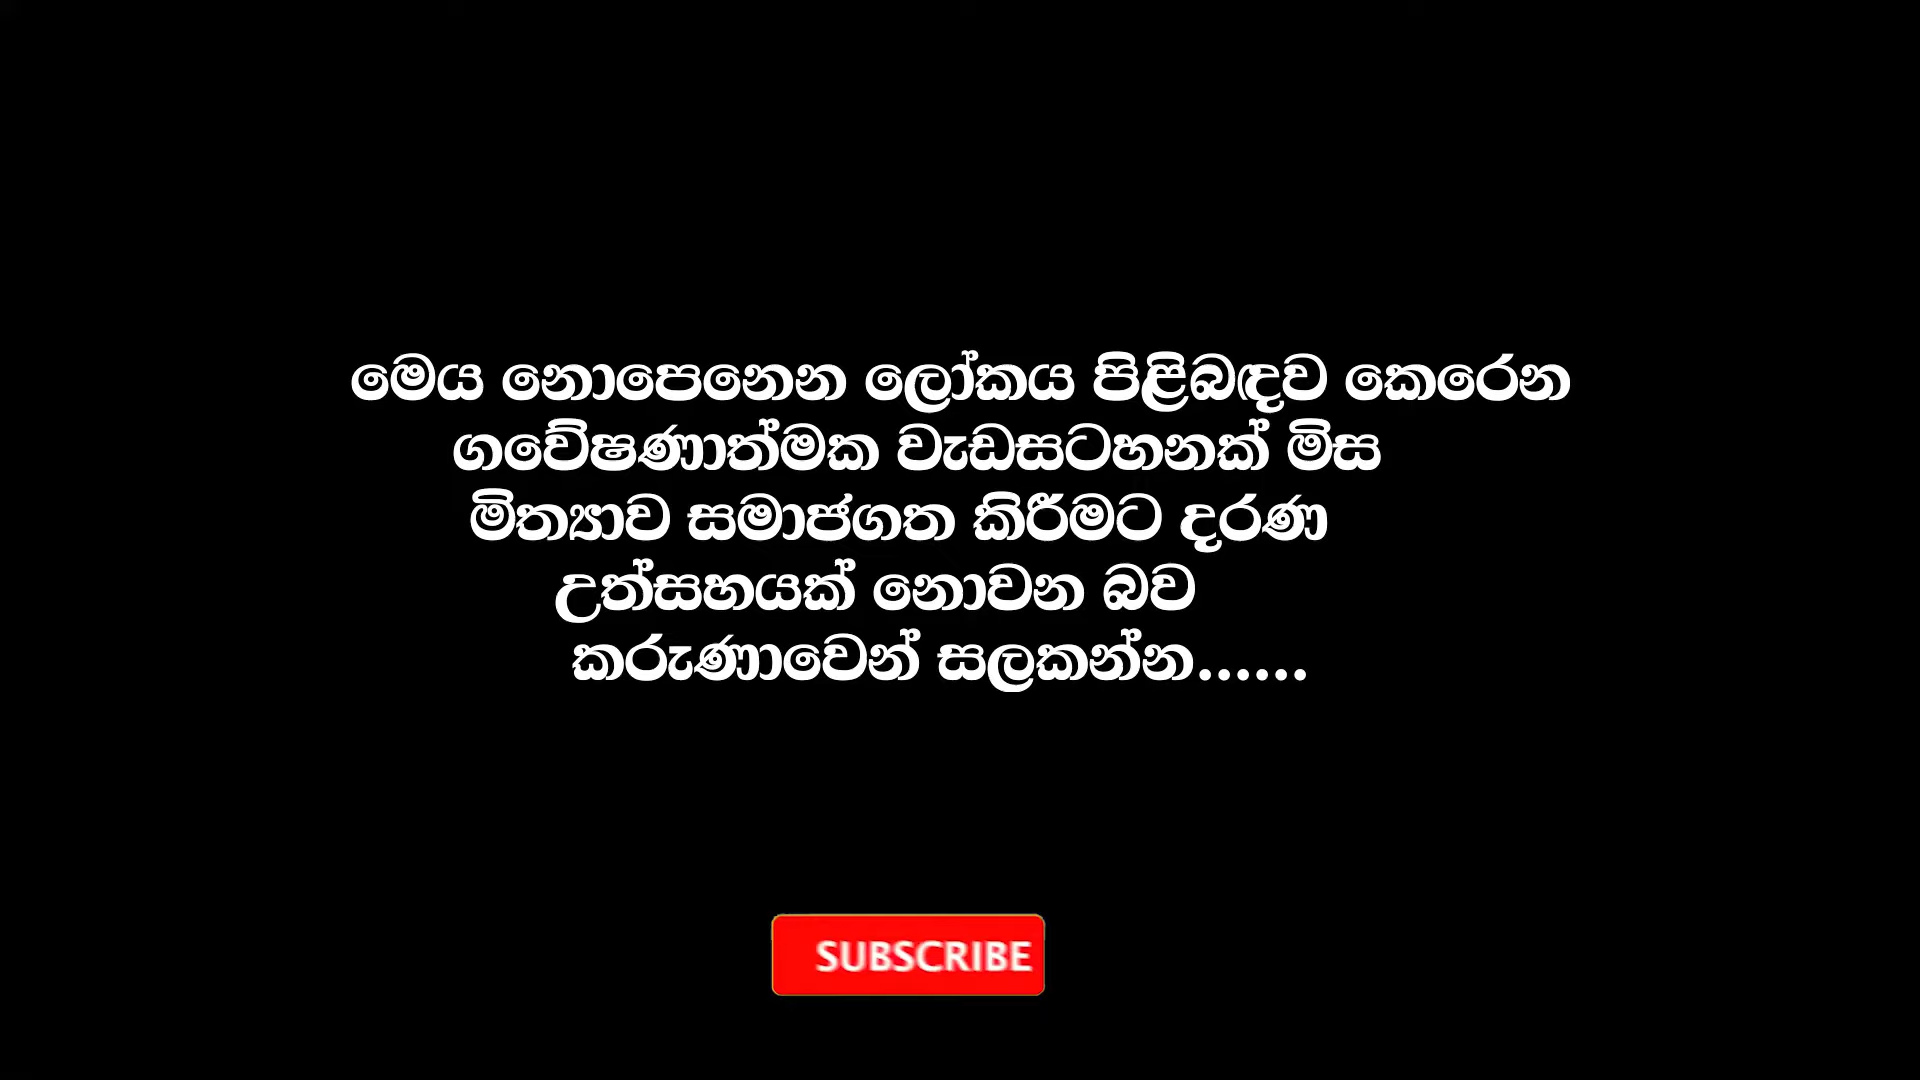 මෙය නොපෙනෙන ලෝකය පිළිබඳව කෙරෙන
ගවේෂණාත්මක වැඩසටහනක් මිස
මිත්‍යාව සමාජගත කිරීමට දරණ
උත්සහයක් නොවන බව
කරුණාවෙන් සලකන්න......
SUBSCRIBE